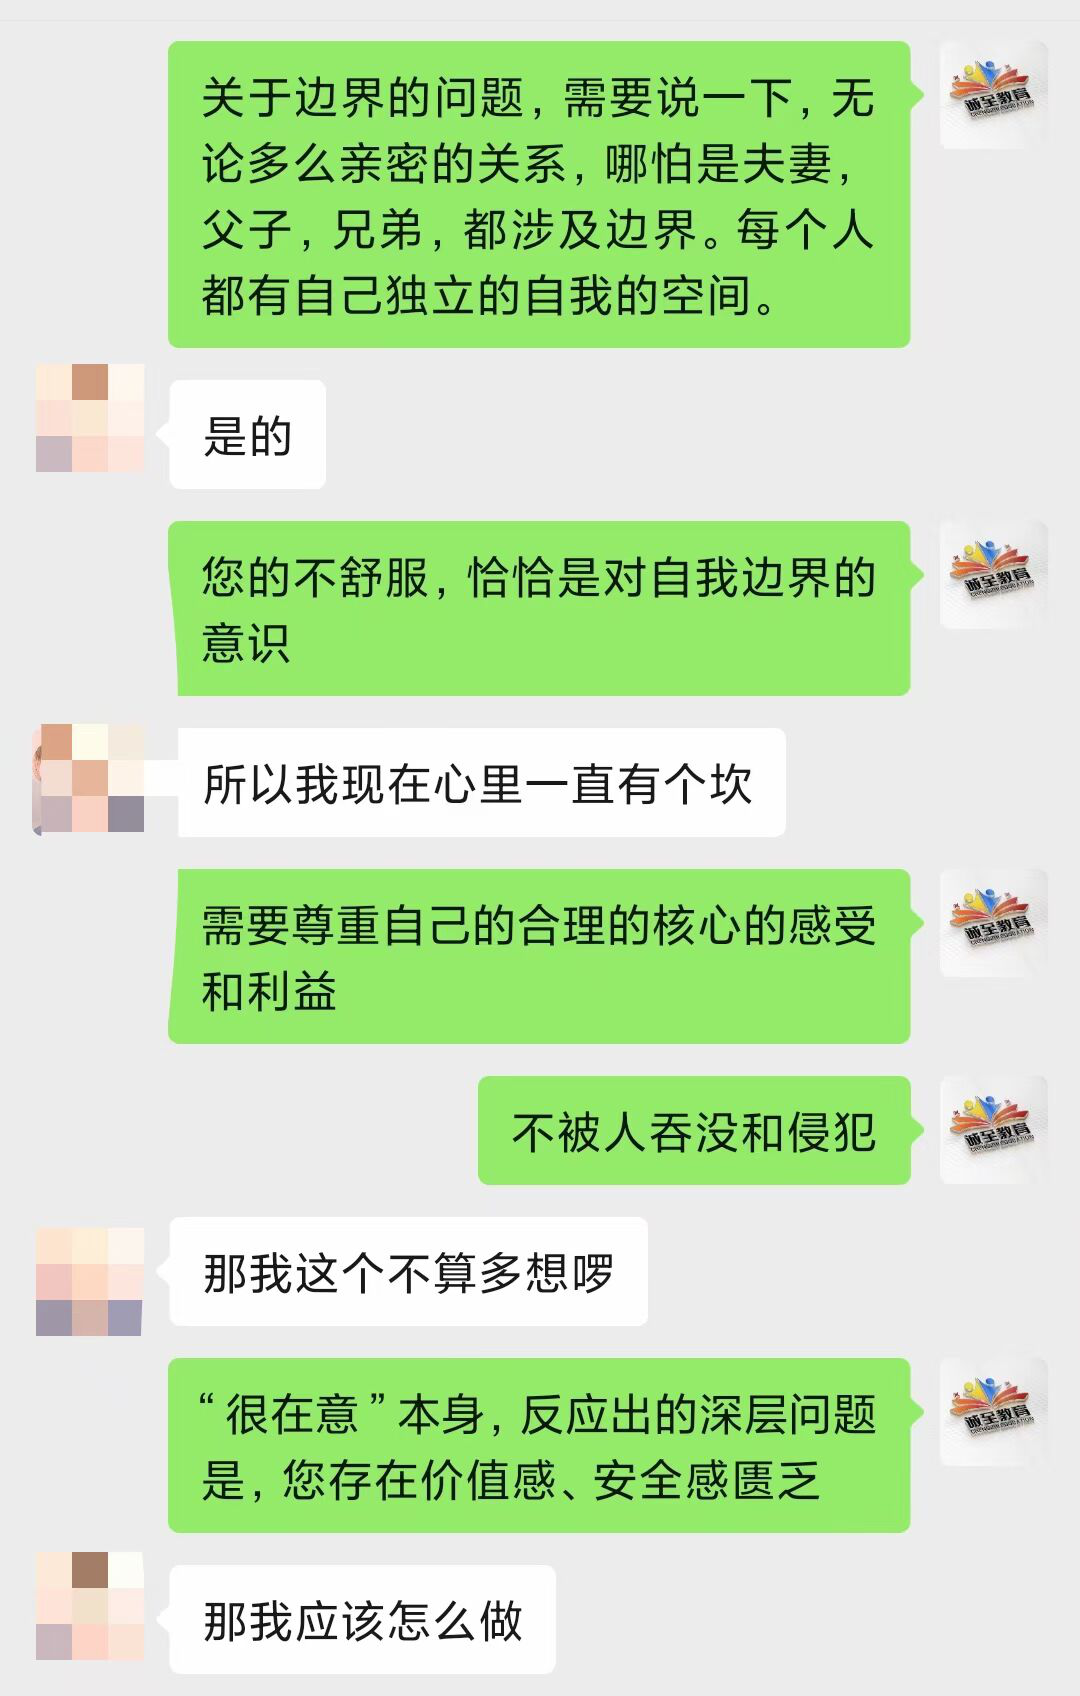 关于边界的问题，需要说一下，无
论多么亲密的关系，哪怕是夫妻，
父子，兄弟，都涉及边界。每个人
都有自己独立的自我的空间。
诚至教育
是的
您的不舒服，恰恰是对自我边界的
意识
诚至教育
所以我现在心里一直有个坎
需要尊重自己的合理的核心的感受
和利益
诚至教育
不被人吞没和侵犯
诚至教育
那我这个不算多想啰
“很在意”本身，反应出的深层问题
是，您存在价值感、安全感匮乏
诚至教育
那我应该怎么做